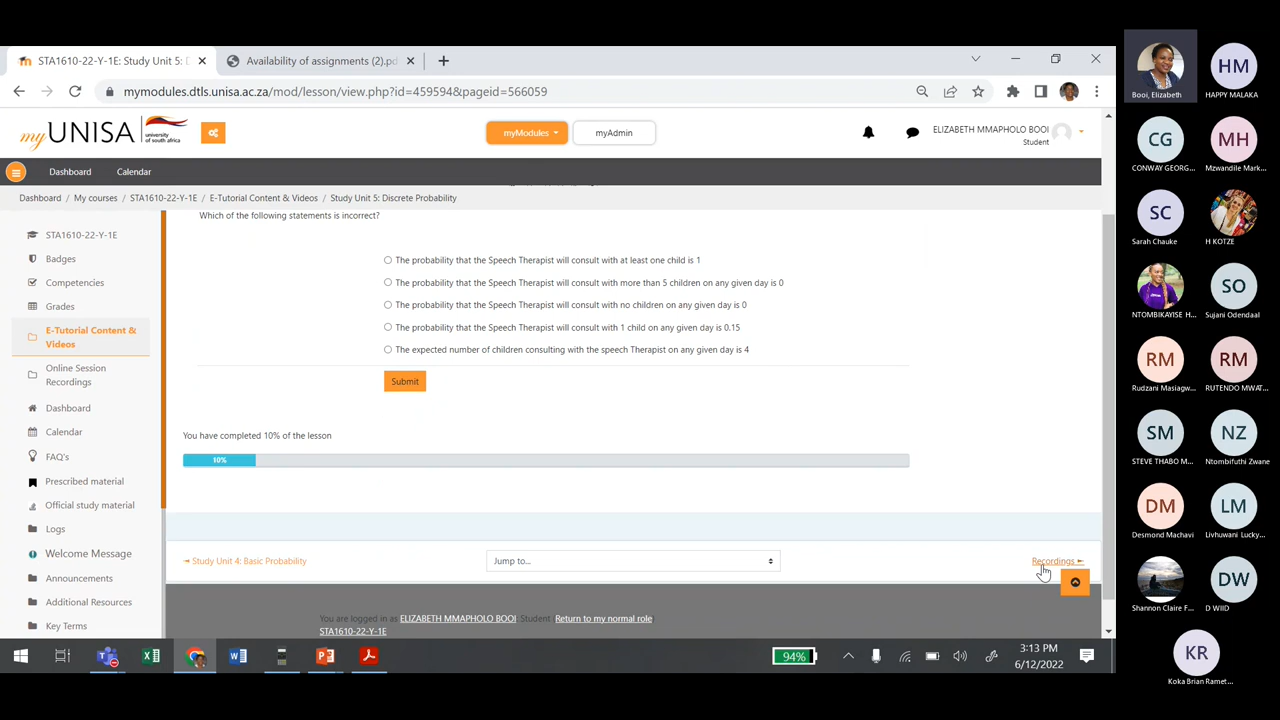 STA1610-22-Y-1E: Study Unit 5: D
Availability of assignments (2).pd
mymodules.dtls.unisa.ac.za/mod/lesson/view.php?id=459594&pageid=566059
myUNISA university of south africa
myModules
myAdmin
ELIZABETH MMAPHOLO BOOI
Student
Dashboard
Calendar
Dashboard / My courses / STA1610-22-Y-1E / E-Tutorial Content & Videos / Study Unit 5: Discrete Probability
Which of the following statements is incorrect?
The probability that the Speech Therapist will consult with at least one child is 1
The probability that the Speech Therapist will consult with more than 5 children on any given day is 0
The probability that the Speech Therapist will consult with no children on any given day is 0
The probability that the Speech Therapist will consult with 1 child on any given day is 0.15
The expected number of children consulting with the speech Therapist on any given day is 4
Submit
You have completed 10% of the lesson
10%
◄ Study Unit 4: Basic Probability
Jump to...
Recordings ►
You are logged in as ELIZABETH MMAPHOLO BOOI Student (Return to my normal role)
STA1610-22-Y-1E
STA1610-22-Y-1E
Badges
Competencies
Grades
E-Tutorial Content &
Videos
Online Session
Recordings
Dashboard
Calendar
FAQ's
Prescribed material
Official study material
Logs
Welcome Message
Announcements
Additional Resources
Key Terms
94%
3:13 PM
6/12/2022
Booi, Elizabeth
HM
HAPPY MALAKA
CG
CONWAY GEORG...
MH
Mzwandile Mark...
SC
Sarah Chauke
H KOTZE
NTOMBIKAYISE H...
SO
Sujani Odendaal
RM
Rudzani Masiagw...
RM
RUTENDO MWAT...
SM
STEVE THABO M...
NZ
Ntombifuthi Zwane
DM
Desmond Machavi
LM
Livhuwani Lucky...
Shannon Claire F...
DW
D WIID
KR
Koka Brian Ramet...